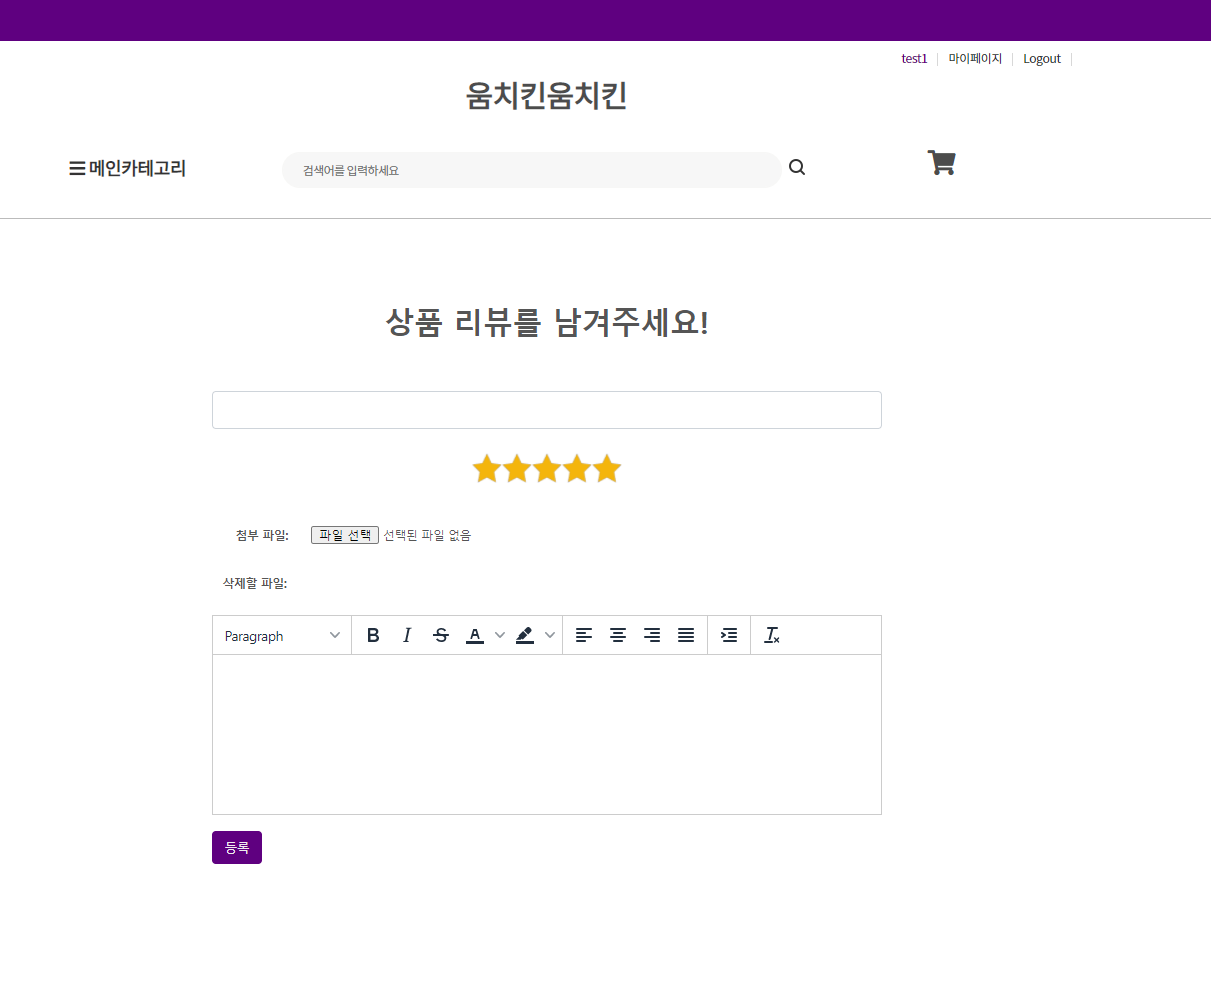 test1 마이페이지 Logout
움치킨움치킨
메인카테고리 검색어를 입력하세요
상품 리뷰를 남겨주세요!
첨부 파일: 파일 선택 선택된 파일 없음
삭제할 파일:
Paragraph B I S A
등록